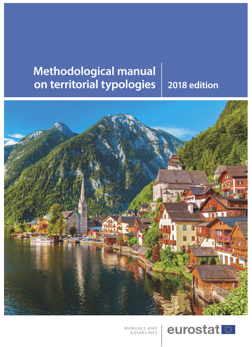 Methodological manual
on territorial typologies
2018 edition
MANUALS AND
GUIDELINES
eurostat